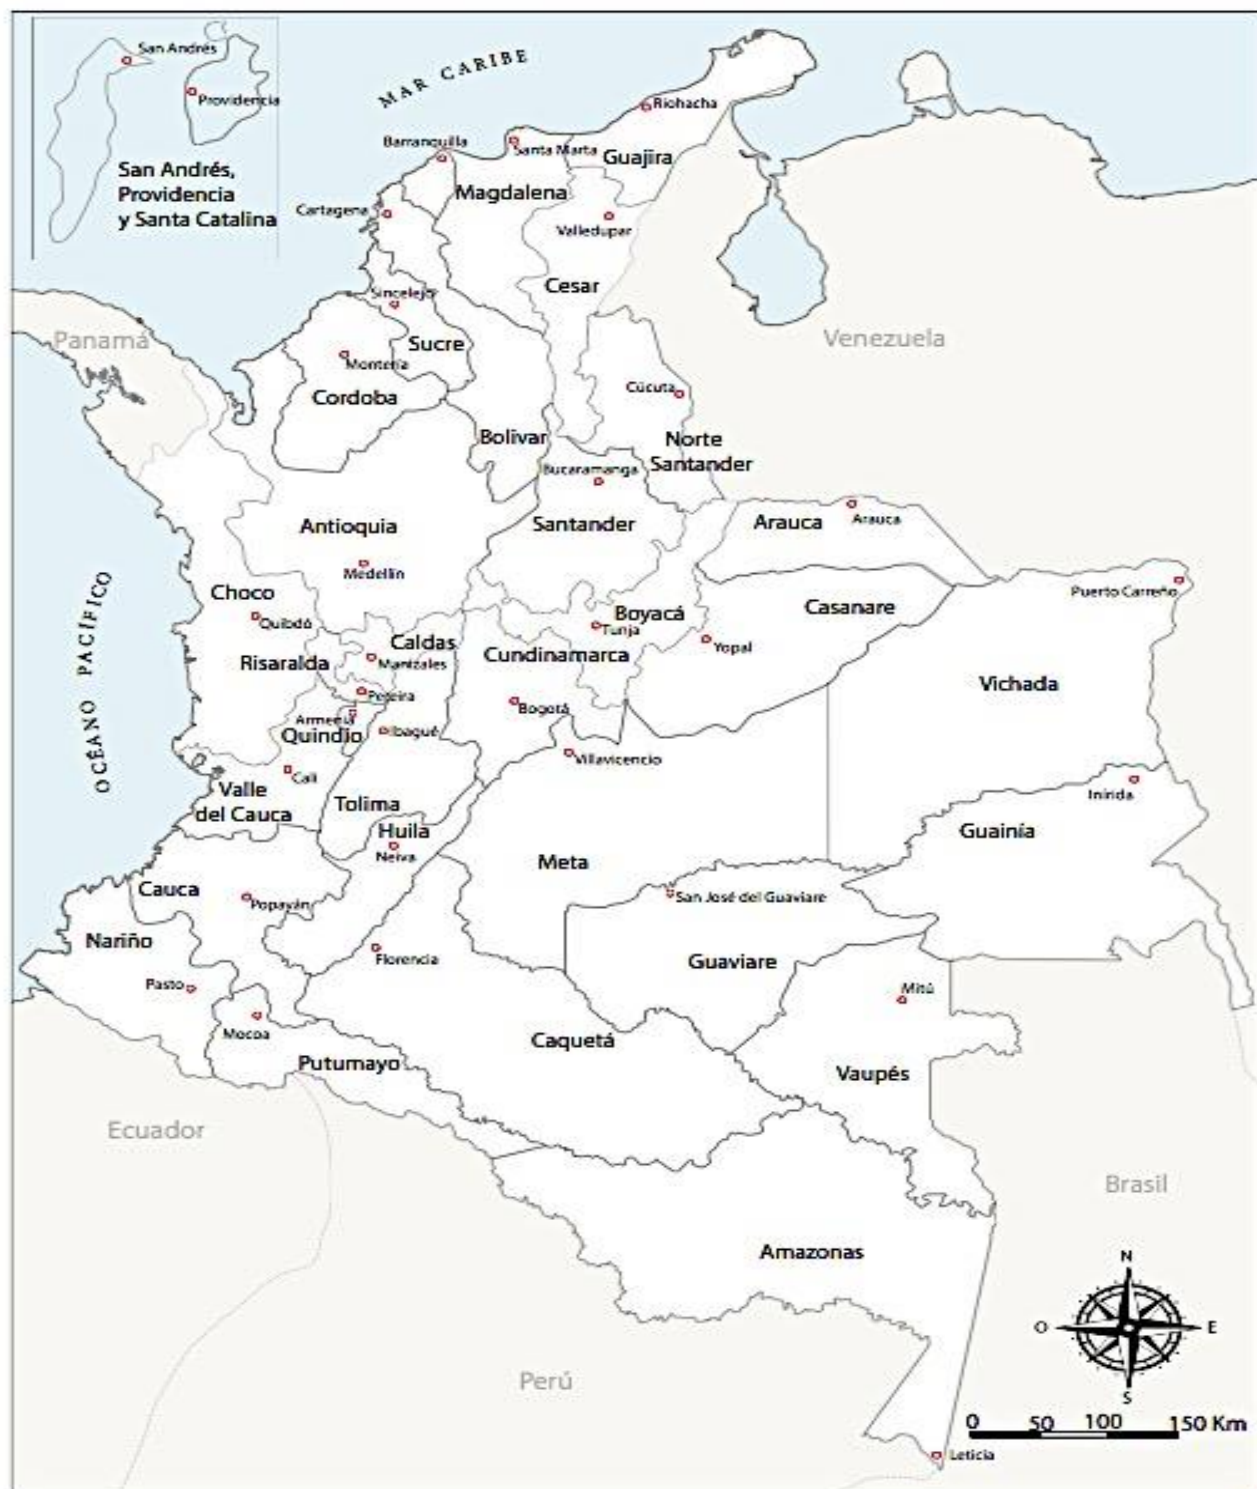 San Andrés
Providencia
San Andrés,
Providencia
y Santa Catalina
MAR CARIBE
Riohacha
Barranquilla
Santa Marta
Guajira
Magdalena
Cartagena
Valledupar
Cesar
Sincelejo
Panamá
Sucre
Venezuela
Montería
Cordoba
Cúcuta
Bolivar
Norte
Santander
Bucaramanga
Antioquia
Santander
Arauca
Arauca
Medellín
OCÉANO PACÍFICO
Choco
Puerto Carreño
Quibdó
Boyacá
Casanare
Tunja
Caldas
Yopal
Risaralda
Manizales
Cundinamarca
Vichada
Pereira
Bogotá
Armenia
Quindio
Ibagué
Villavicencio
Cali
Valle
del Cauca
Tolima
Inírida
Huila
Guainía
Neiva
Meta
Cauca
Popayán
San José del Guaviare
Nariño
Florencia
Guaviare
Pasto
Mitú
Mocoa
Caquetá
Putumayo
Vaupés
Ecuador
Brasil
Amazonas
N
O
E
S
Perú
0 50 100 150 Km
Leticia